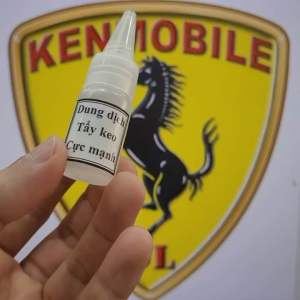 KENMOBILE
Dung dịch
Tẩy keo
Cực mạnh
L